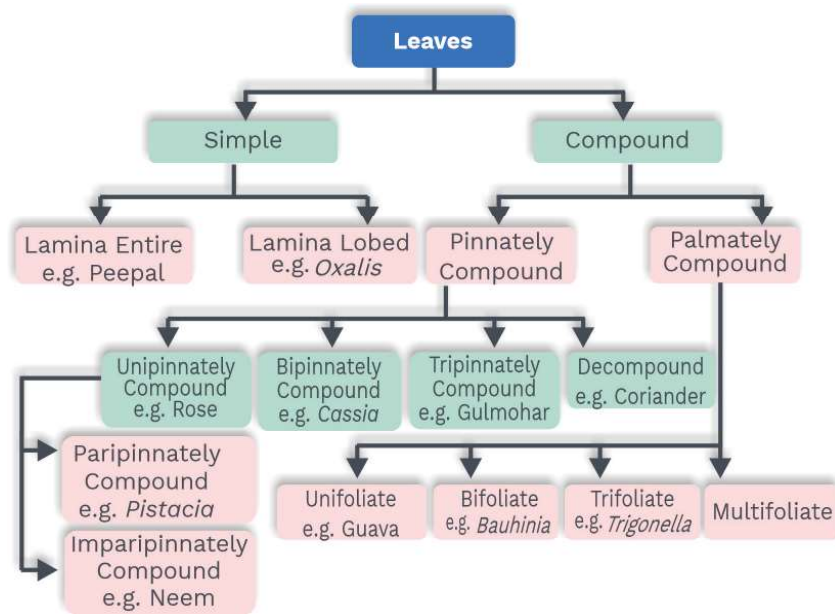 Leaves
Simple
Compound
Lamina Entire
e.g. Peepal
Lamina Lobed
e.g. Oxalis
Pinnately
Compound
Palmately
Compound
Unipinnately
Compound
e.g. Rose
Bipinnately
Compound
e.g. Cassia
Tripinnately
Compound
e.g. Gulmohar
Decompound
e.g. Coriander
Paripinnately
Compound
e.g. Pistacia
Imparipinnately
Compound
e.g. Neem
Unifoliate
e.g. Guava
Bifoliate
e.g. Bauhinia
Trifoliate
e.g. Trigonella
Multifoliate